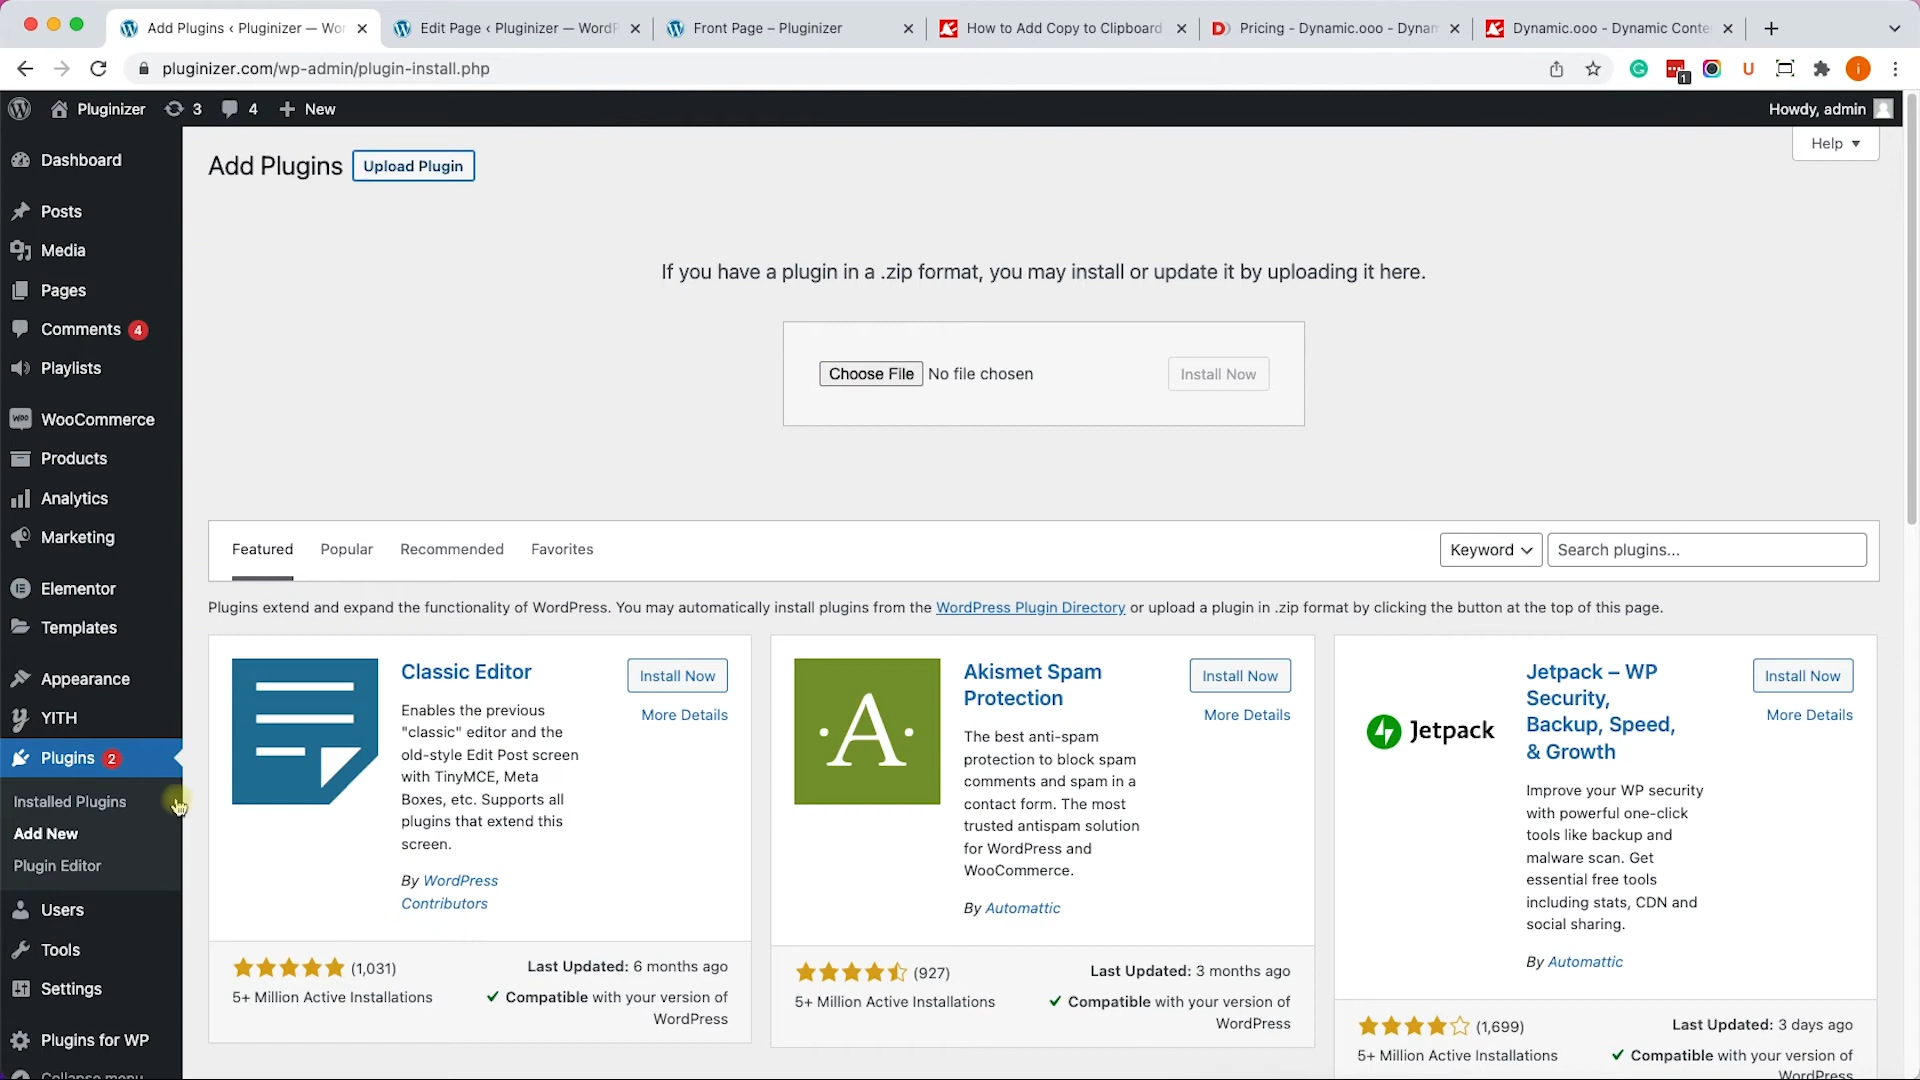 Add Plugins ‹ Pluginizer — Wor
Edit Page ‹ Pluginizer — WordP
Front Page – Pluginizer
How to Add Copy to Clipboard
Pricing - Dynamic.ooo - Dynam
Dynamic.ooo - Dynamic Conte
pluginizer.com/wp-admin/plugin-install.php
Pluginizer
3
4
New
Howdy, admin
Help
Dashboard
Posts
Media
Pages
Comments 4
Playlists
WooCommerce
Products
Analytics
Marketing
Elementor
Templates
Appearance
YITH
Plugins 2
Installed Plugins
Add New
Plugin Editor
Users
Tools
Settings
Plugins for WP
Collapse menu
Add Plugins
Upload Plugin
If you have a plugin in a .zip format, you may install or update it by uploading it here.
Choose File No file chosen
Install Now
Featured
Popular
Recommended
Favorites
Keyword
Search plugins...
Plugins extend and expand the functionality of WordPress. You may automatically install plugins from the WordPress Plugin Directory or upload a plugin in .zip format by clicking the button at the top of this page.
Classic Editor
Install Now
More Details
Enables the previous
"classic" editor and the
old-style Edit Post screen
with TinyMCE, Meta
Boxes, etc. Supports all
plugins that extend this
screen.
By WordPress
Contributors
(1,031)
5+ Million Active Installations
Last Updated: 6 months ago
✓ Compatible with your version of
WordPress
·A·
Akismet Spam
Protection
Install Now
More Details
The best anti-spam
protection to block spam
comments and spam in a
contact form. The most
trusted antispam solution
for WordPress and
WooCommerce.
By Automattic
(927)
5+ Million Active Installations
Last Updated: 3 months ago
✓ Compatible with your version of
WordPress
Jetpack
Jetpack – WP
Security,
Backup, Speed,
& Growth
Install Now
More Details
Improve your WP security
with powerful one-click
tools like backup and
malware scan. Get
essential free tools
including stats, CDN and
social sharing.
By Automattic
(1,699)
5+ Million Active Installations
Last Updated: 3 days ago
✓ Compatible with your version of
WordPress